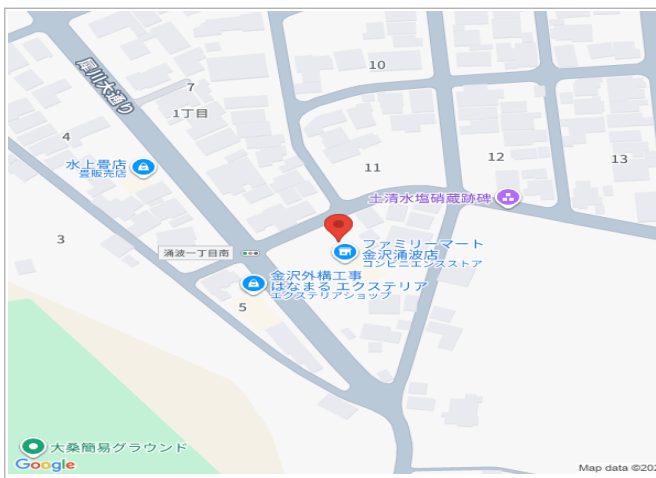 犀川大通り
7
1丁目
10
4
水上畳店
畳販売店
11
12
13
土清水塩硝蔵跡碑
3
涌波一丁目南
ファミリーマート
金沢涌波店
コンビニエンスストア
金沢外構工事
はなまる エクステリア
エクステリアショップ
5
大桑簡易グラウンド
Google
Map data ©202